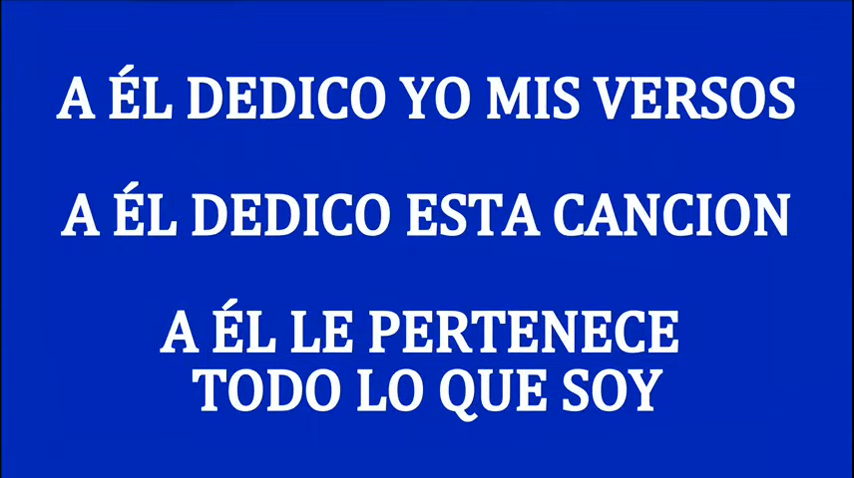 A ÉL DEDICO YO MIS VERSOS
A ÉL DEDICO ESTA CANCION
A ÉL LE PERTENECE
TODO LO QUE SOY